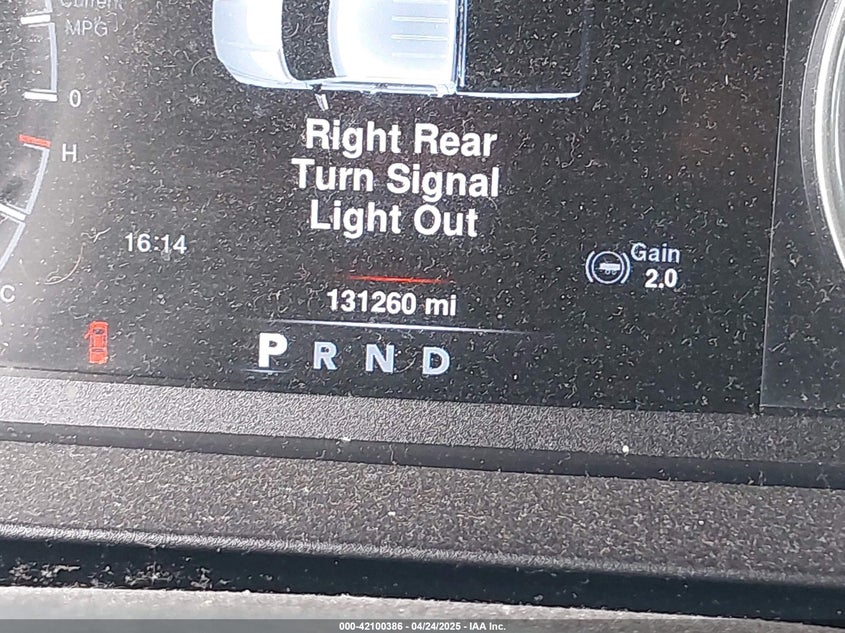 Current
MPG
0
H
Right Rear
Turn Signal
Light Out
16:14
Gain
2.0
C
131260 mi
P R N D
000-42100386 - 04/24/2025 - IAA Inc.